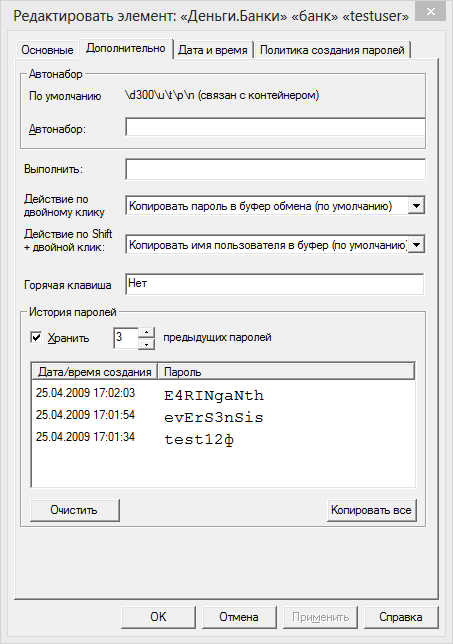 Редактировать элемент: «Деньги.Банки» «банк» «testuser»
Основные Дополнительно Дата и время Политика создания паролей
Автонабор
По умолчанию \d300\u\t\p\n (связан с контейнером)
Автонабор:
Выполнить:
Действие по двойному клику Копировать пароль в буфер обмена (по умолчанию)
Действие по Shift + двойной клик: Копировать имя пользователя в буфер (по умолчанию)
Горячая клавиша Нет
История паролей
Хранить 3 предыдущих паролей
Дата/время создания Пароль
25.04.2009 17:02:03 E4RINgaNth
25.04.2009 17:01:54 evErS3nSis
25.04.2009 17:01:34 test12ф
Очистить Копировать все
OK Отмена Применить Справка